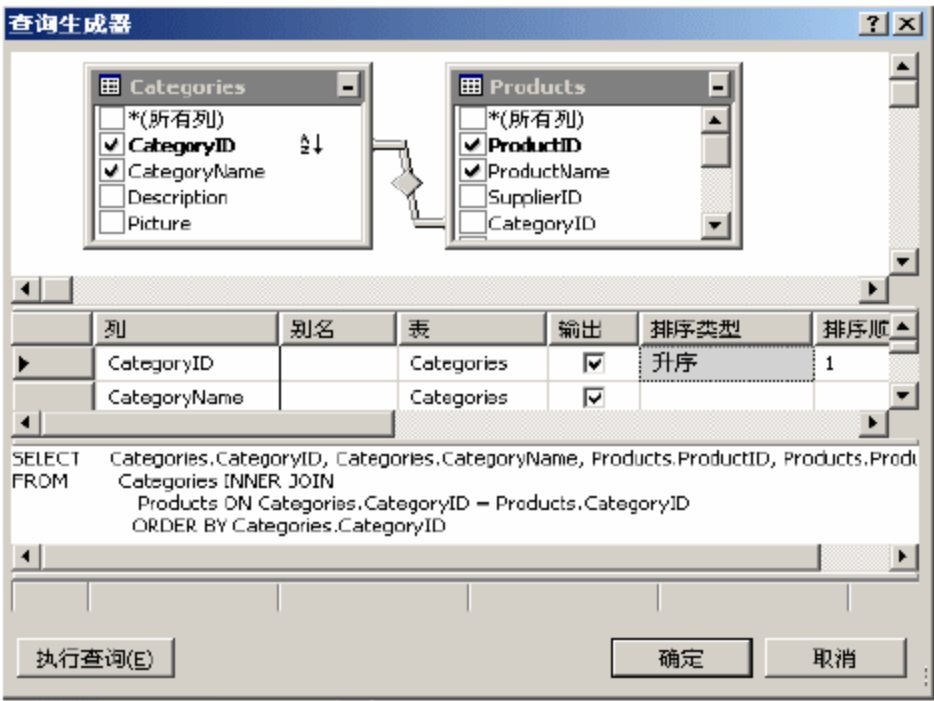 查询生成器
Categories
*(所有列)
CategoryID
CategoryName
Description
Picture
Products
*(所有列)
ProductID
ProductName
SupplierID
CategoryID
列 别名 表 输出 排序类型 排序顺
CategoryID Categories 升序 1
CategoryName Categories
SELECT Categories.CategoryID, Categories.CategoryName, Products.ProductID, Products.Produ
FROM Categories INNER JOIN
Products ON Categories.CategoryID = Products.CategoryID
ORDER BY Categories.CategoryID
执行查询(E) 确定 取消